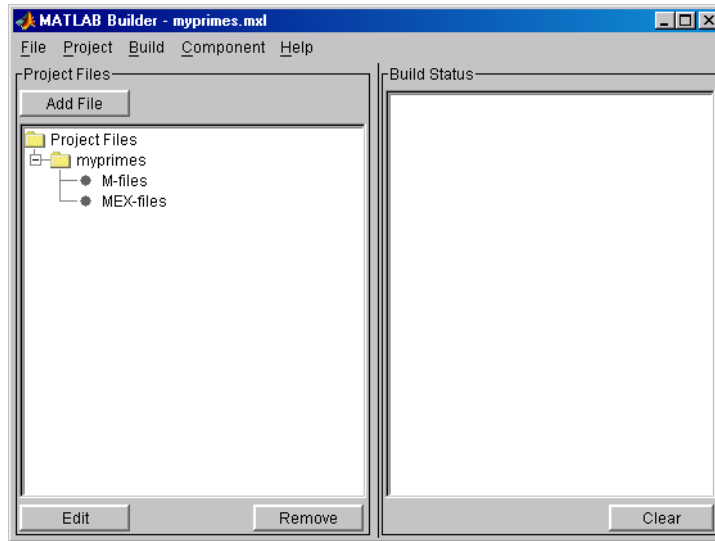 MATLAB Builder - myprimes.mxl
File Project Build Component Help
Project Files
Add File
Project Files
myprimes
M-files
MEX-files
Edit Remove
Build Status
Clear